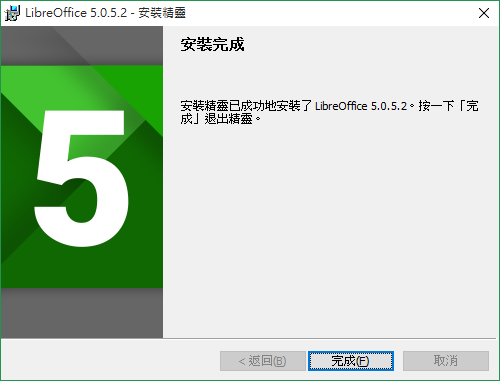 LibreOffice 5.0.5.2 - 安裝精靈
5
安裝完成
安裝精靈已成功地安裝了 LibreOffice 5.0.5.2。按一下「完
成」退出精靈。
< 返回(B)
完成(F)
取消